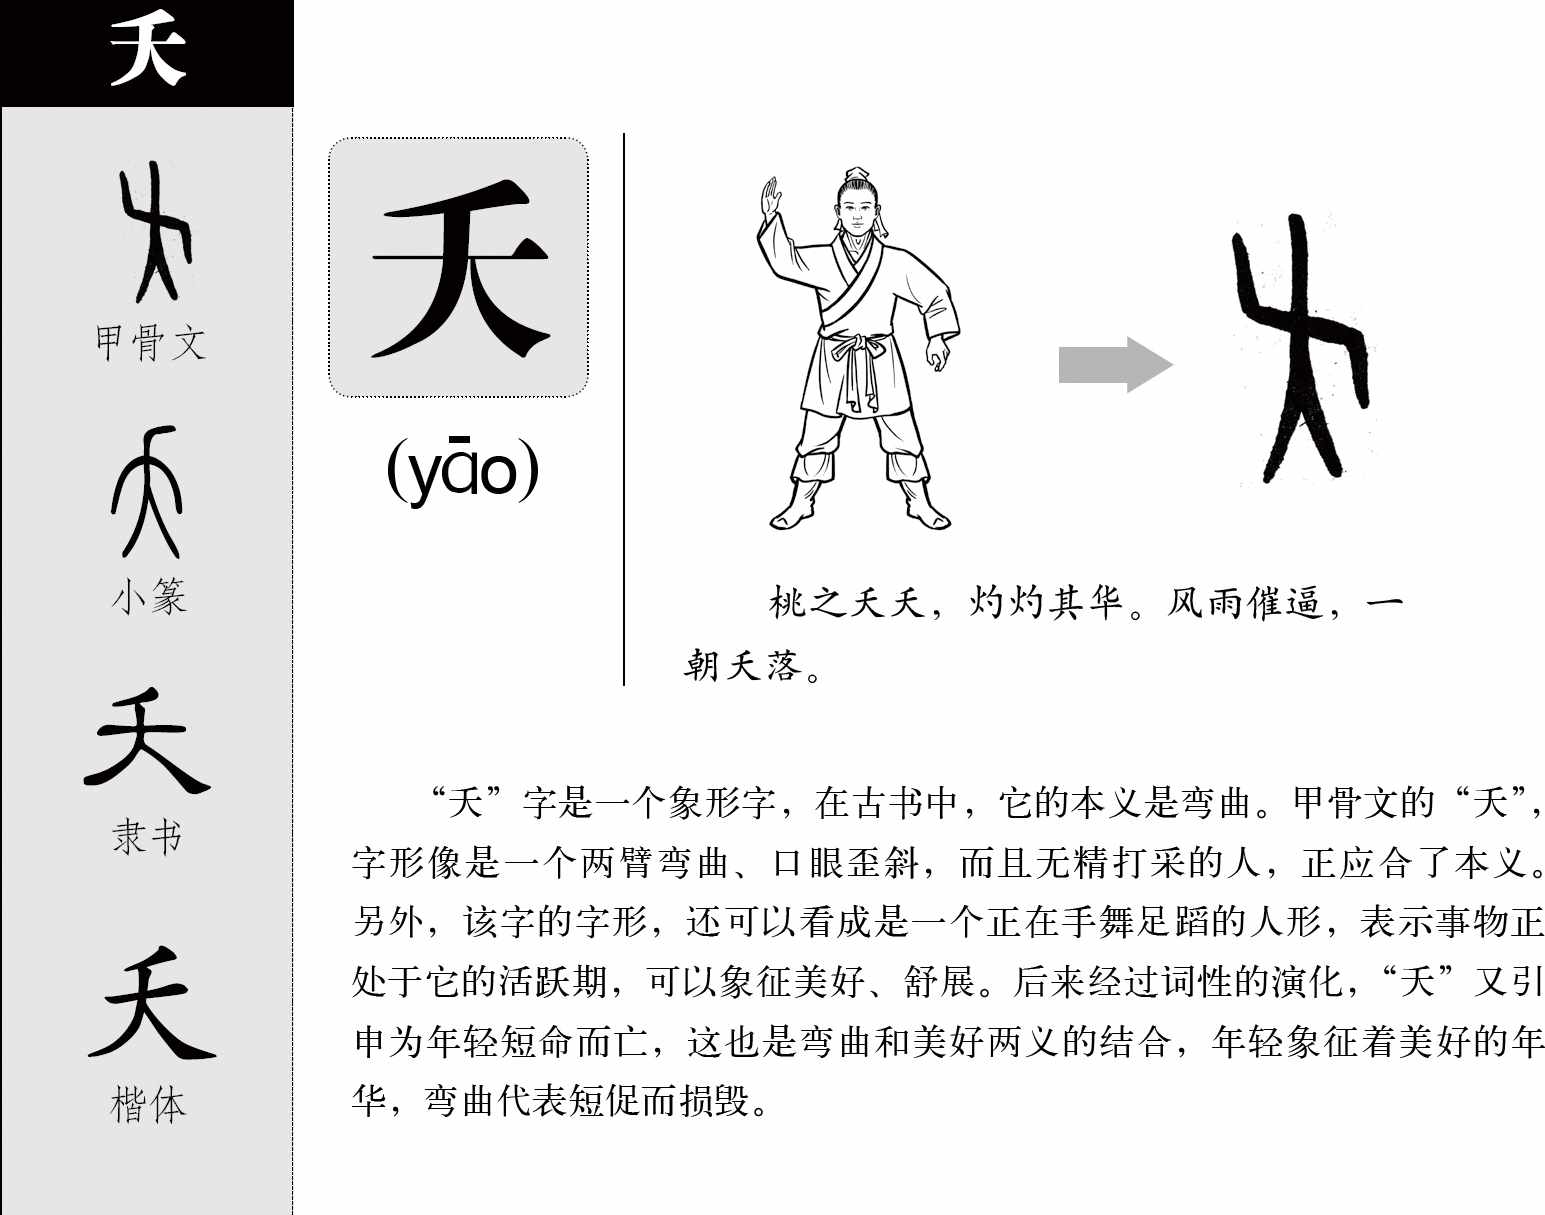 夭
甲骨文
小篆
隶书
楷体
夭
(yāo)
桃之夭夭，灼灼其华。风雨催逼，一
朝夭落。
“夭”字是一个象形字，在古书中，它的本义是弯曲。甲骨文的“夭”，
字形像是一个两臂弯曲、口眼歪斜，而且无精打采的人，正应合了本义。
另外，该字的字形，还可以看成是一个正在手舞足蹈的人形，表示事物正
处于它的活跃期，可以象征美好、舒展。后来经过词性的演化，“夭”又引
申为年轻短命而亡，这也是弯曲和美好两义的结合，年轻象征着美好的年
华，弯曲代表短促而损毁。